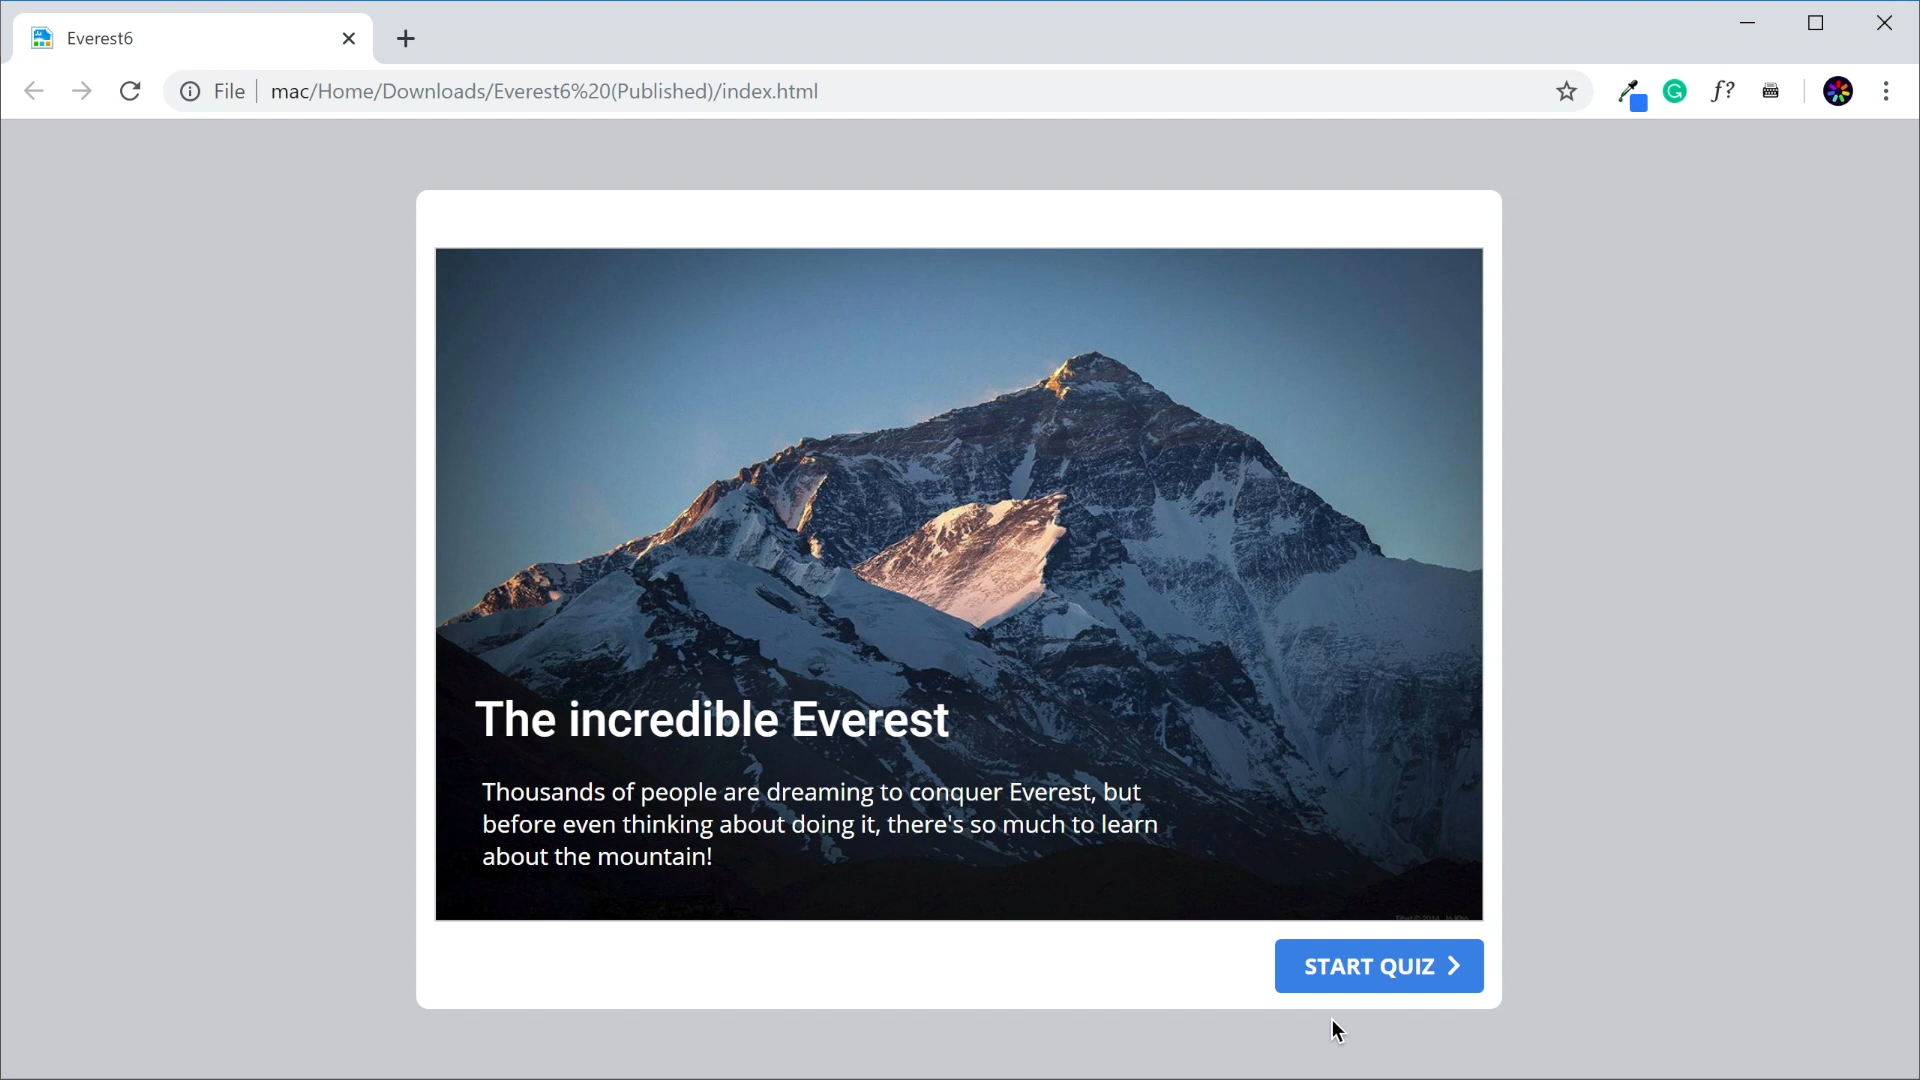 Everest6
File
mac/Home/Downloads/Everest6%20(Published)/index.html
f?
The incredible Everest
Thousands of people are dreaming to conquer Everest, but
before even thinking about doing it, there's so much to learn
about the mountain!
START QUIZ